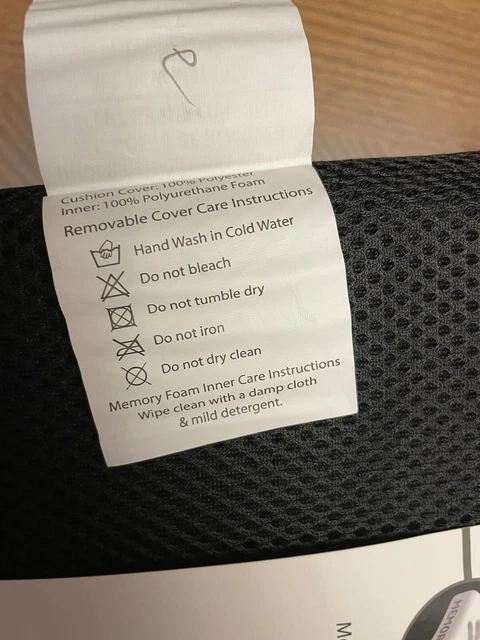 Cushion Cover: 100% Polyester
Inner: 100% Polyurethane Foam
Removable Cover Care Instructions
Hand Wash in Cold Water
Do not bleach
Do not tumble dry
Do not iron
Do not dry clean
Memory Foam Inner Care Instructions
Wipe clean with a damp cloth
& mild detergent.